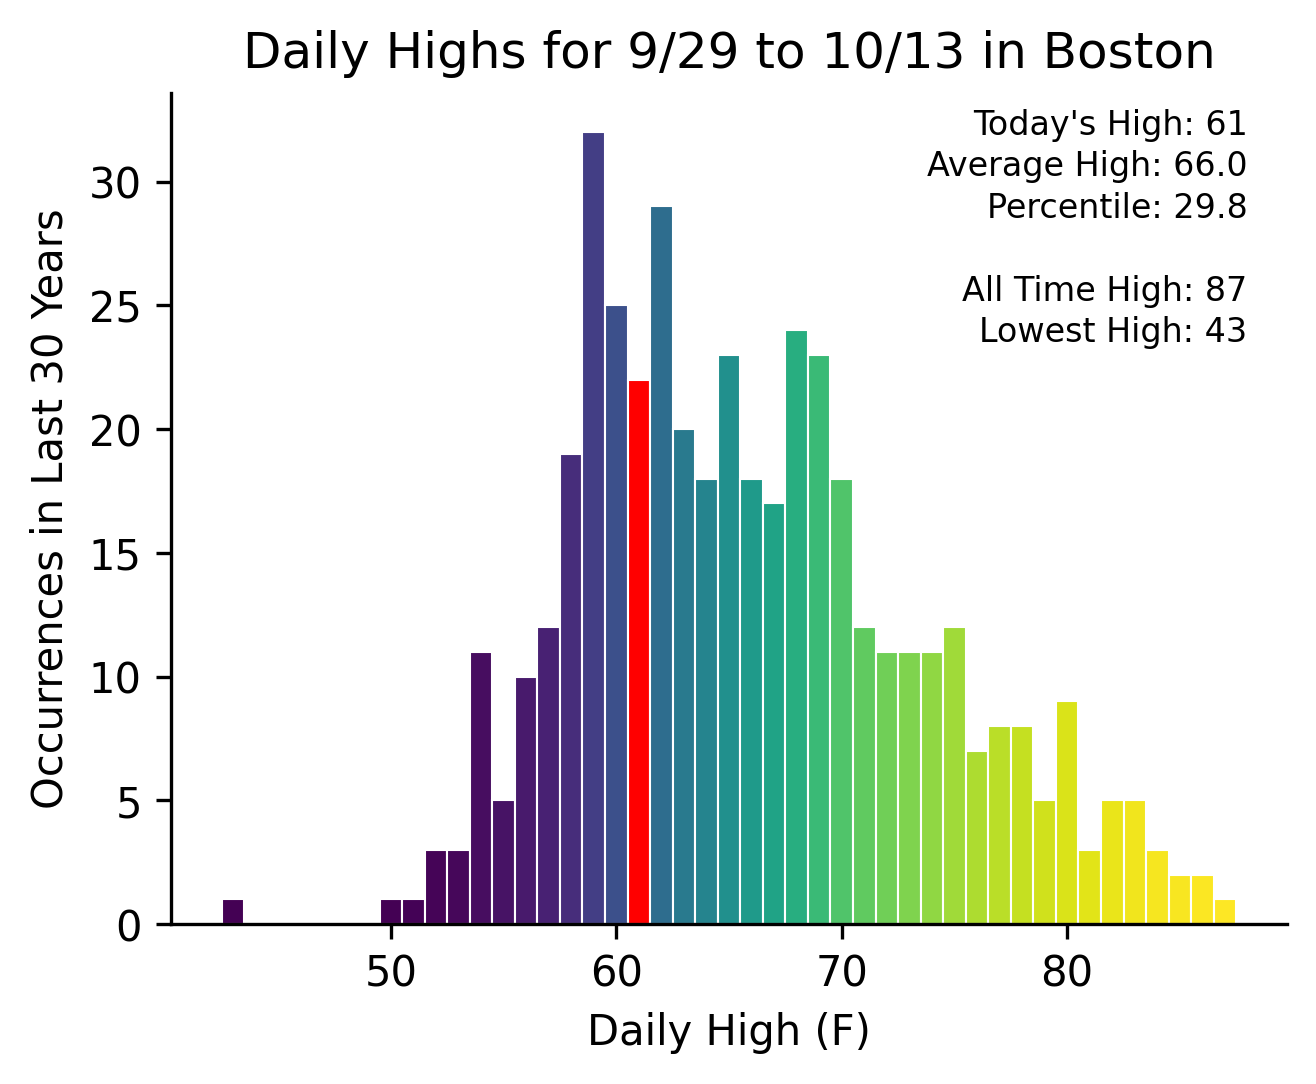 Daily Highs for 9/29 to 10/13 in Boston
Today's High: 61
Average High: 66.0
Percentile: 29.8
All Time High: 87
Lowest High: 43
Occurrences in Last 30 Years
30
25
20
15
10
5
0
50 60 70 80
Daily High (F)